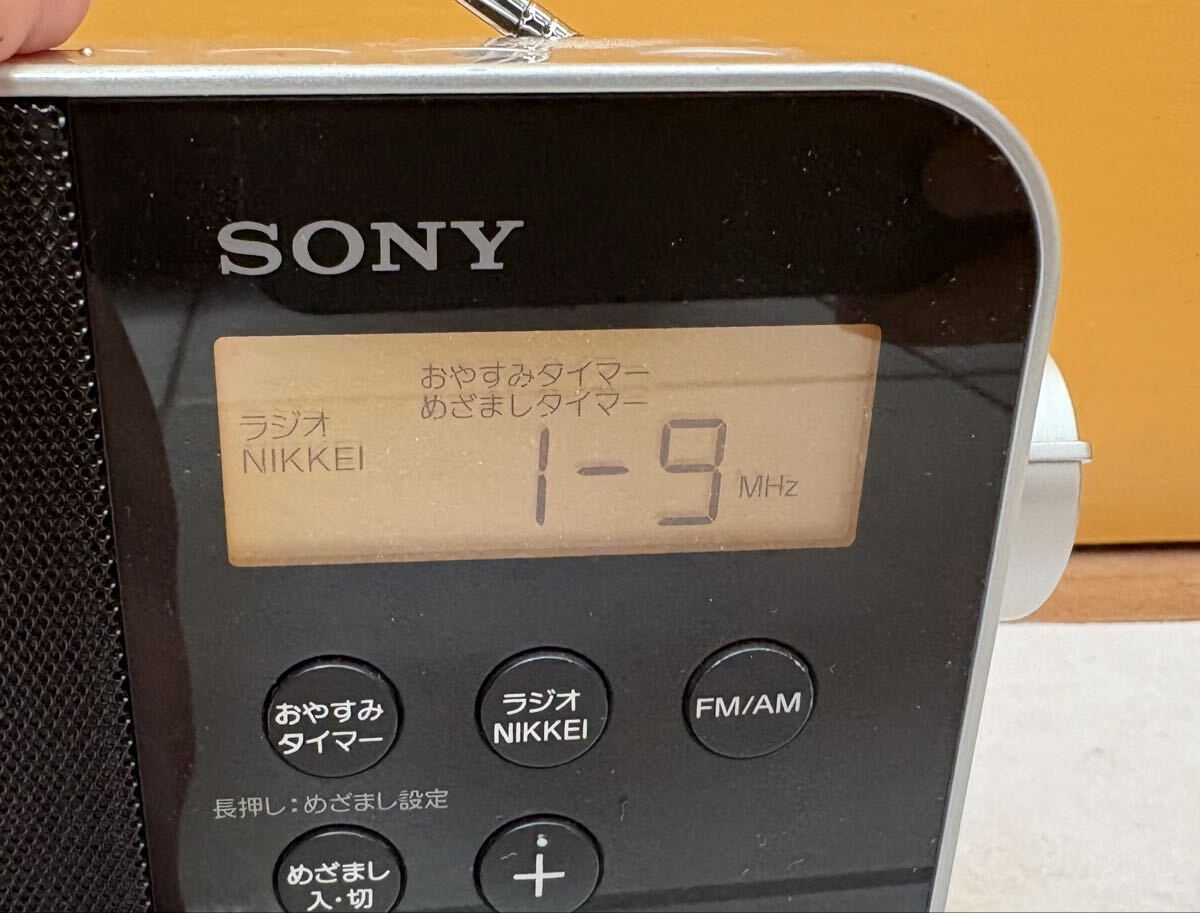 SONY
おやすみタイマー
めざましタイマー
ラジオ
NIKKEI
1-9 MHz
おやすみ
タイマー
ラジオ
NIKKEI
FM/AM
長押し:めざまし設定
めざまし
入・切
+